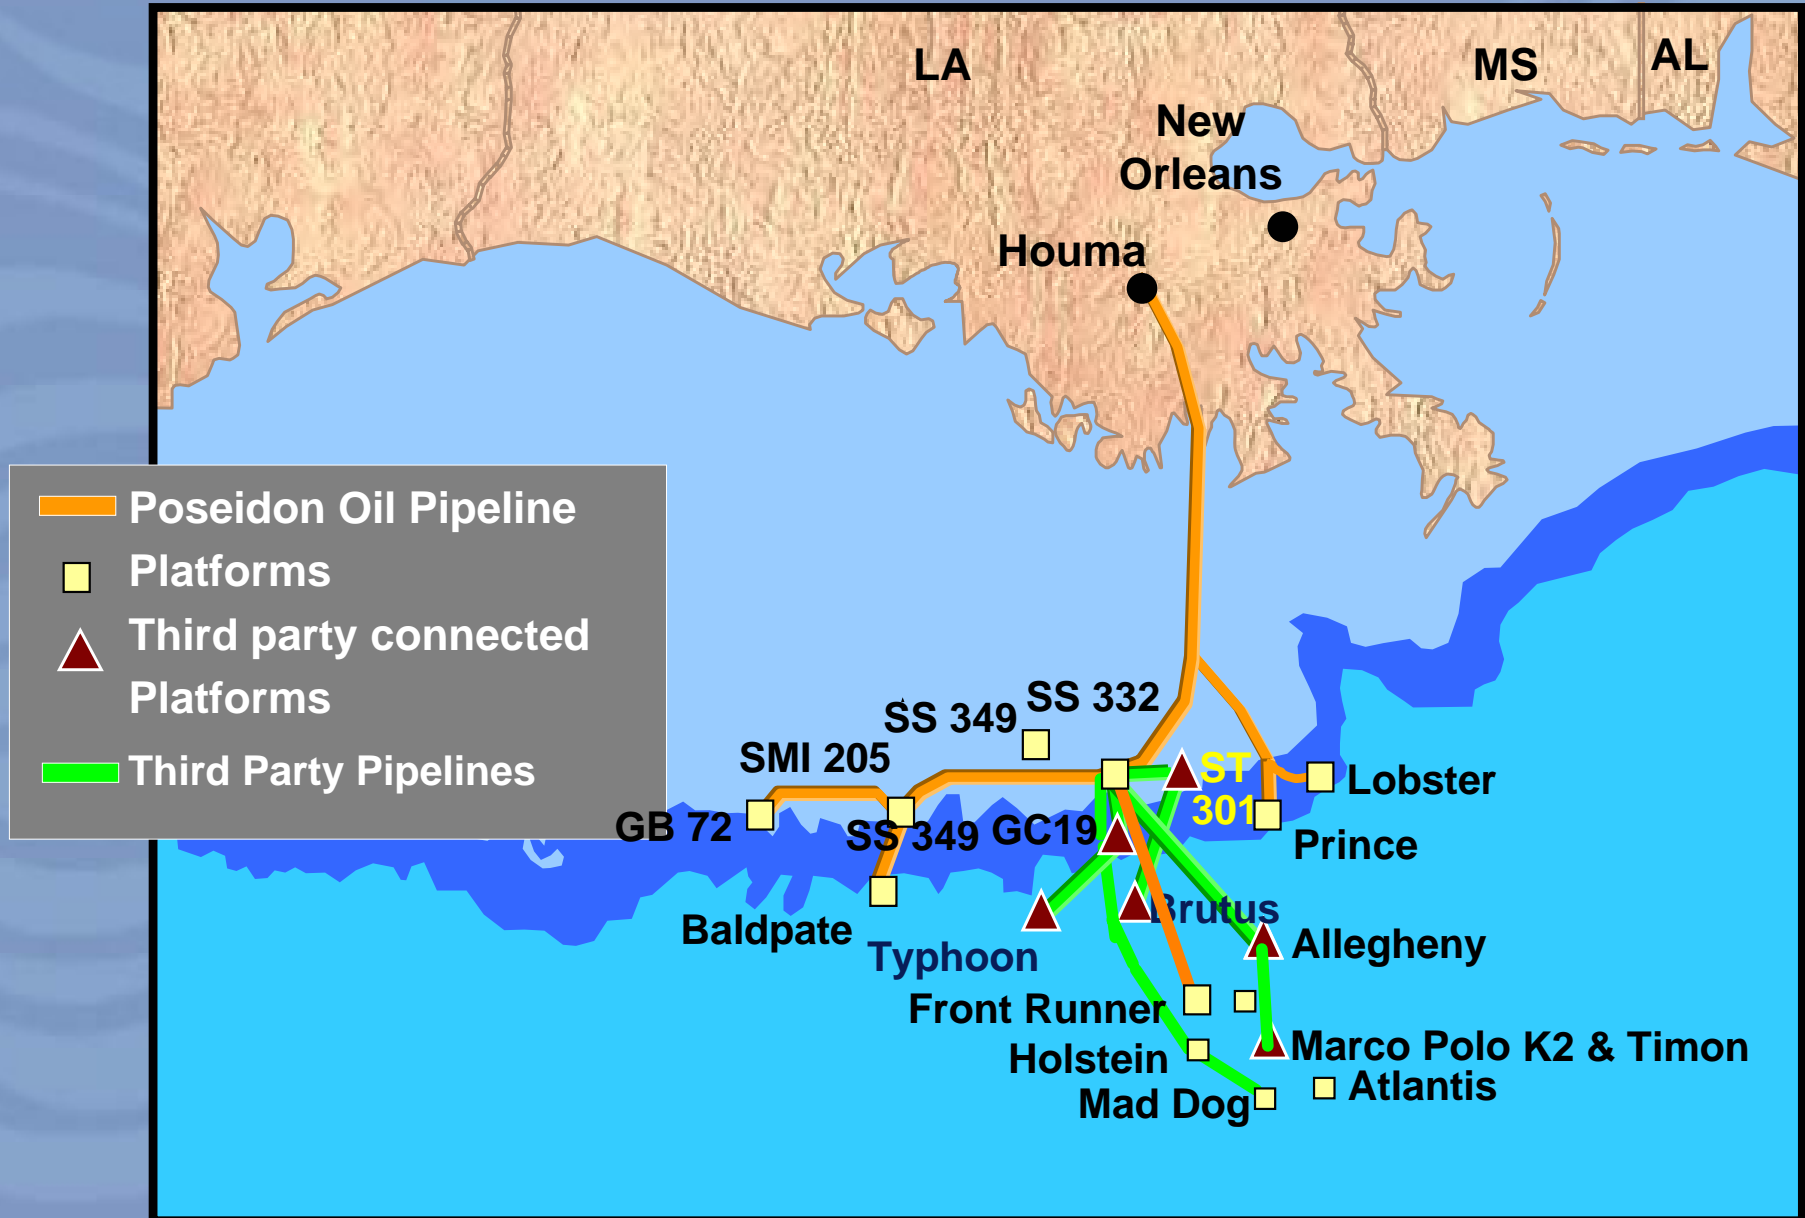 LA
MS
AL
New
Orleans
Houma
Poseidon Oil Pipeline
Platforms
Third party connected
Platforms
Third Party Pipelines
SS 332
SS 349
SMI 205
ST
301
Lobster
GB 72
SS 349
GC19
Prince
Baldpate
Brutus
Typhoon
Allegheny
Front Runner
Holstein
Marco Polo K2 & Timon
Mad Dog
Atlantis